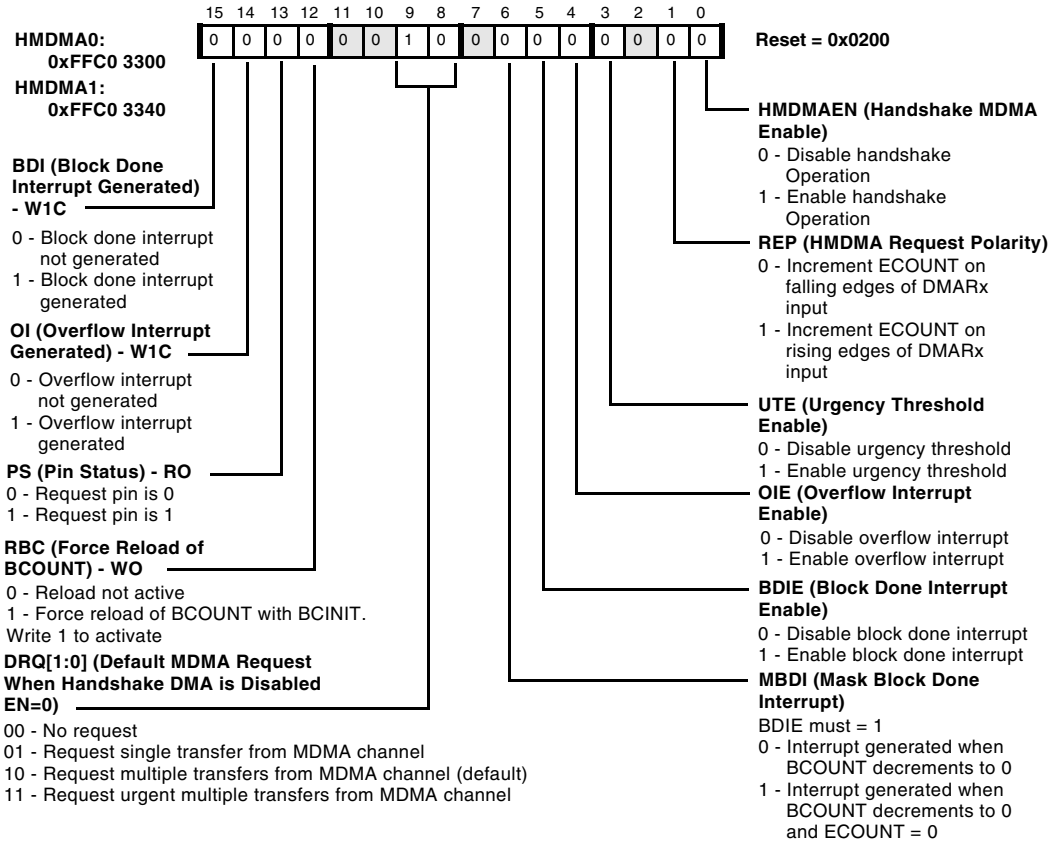 15 14 13 12 11 10 9 8 7 6 5 4 3 2 1 0
0 0 0 0 0 0 1 0 0 0 0 0 0 0 0 0
Reset = 0x0200
HMDMA0:
0xFFC0 3300
HMDMA1:
0xFFC0 3340
BDI (Block Done
Interrupt Generated)
- W1C
0 - Block done interrupt
not generated
1 - Block done interrupt
generated
OI (Overflow Interrupt
Generated) - W1C
0 - Overflow interrupt
not generated
1 - Overflow interrupt
generated
PS (Pin Status) - RO
0 - Request pin is 0
1 - Request pin is 1
RBC (Force Reload of
BCOUNT) - WO
0 - Reload not active
1 - Force reload of BCOUNT with BCINIT.
Write 1 to activate
DRQ[1:0] (Default MDMA Request
When Handshake DMA is Disabled
EN=0)
00 - No request
01 - Request single transfer from MDMA channel
10 - Request multiple transfers from MDMA channel (default)
11 - Request urgent multiple transfers from MDMA channel
HMDMAEN (Handshake MDMA
Enable)
0 - Disable handshake
Operation
1 - Enable handshake
Operation
REP (HMDMA Request Polarity)
0 - Increment ECOUNT on
falling edges of DMARx
input
1 - Increment ECOUNT on
rising edges of DMARx
input
UTE (Urgency Threshold
Enable)
0 - Disable urgency threshold
1 - Enable urgency threshold
OIE (Overflow Interrupt
Enable)
0 - Disable overflow interrupt
1 - Enable overflow interrupt
BDIE (Block Done Interrupt
Enable)
0 - Disable block done interrupt
1 - Enable block done interrupt
MBDI (Mask Block Done
Interrupt)
BDIE must = 1
0 - Interrupt generated when
BCOUNT decrements to 0
1 - Interrupt generated when
BCOUNT decrements to 0
and ECOUNT = 0